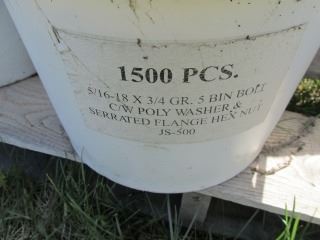 1500 PCS.
5/16-18 X 3/4 GR. 5 BIN BOLT
C/W POLY WASHER &
SERRATED FLANGE HEX NUT
JS-500